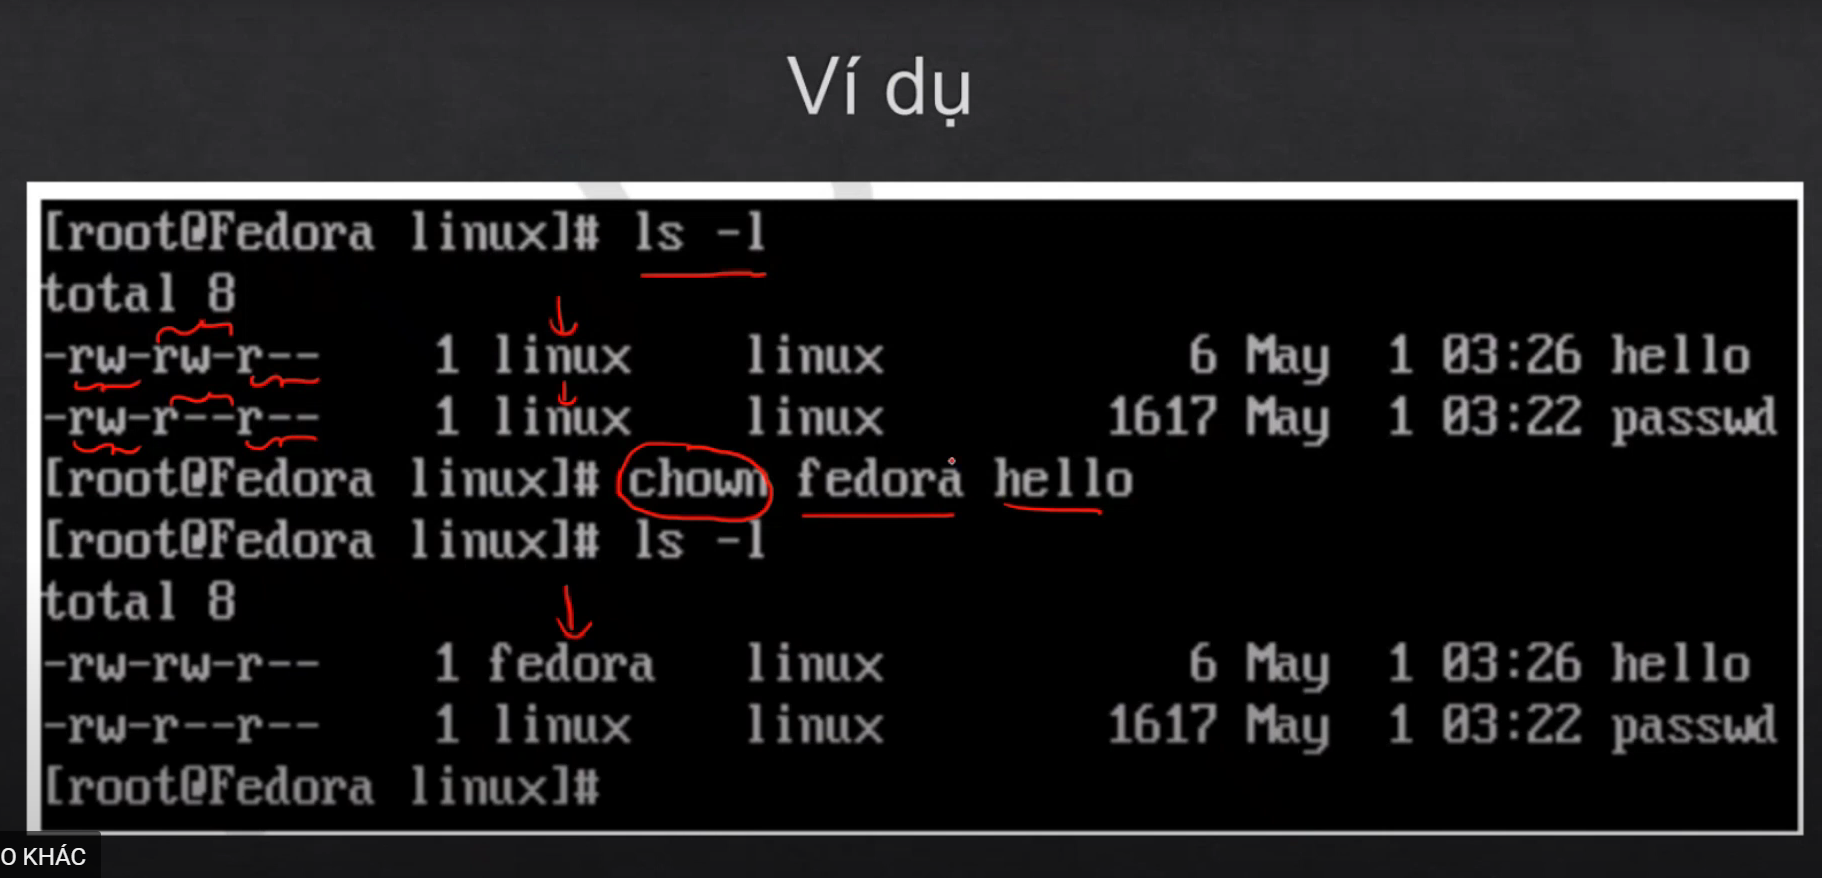 Ví dụ
[root@Fedora linux]# ls -l
total 8
-rw-rw-r-- 1 linux linux 6 May 1 03:26 hello
-rw-r--r-- 1 linux linux 1617 May 1 03:22 passwd
[root@Fedora linux]# chown fedora hello
[root@Fedora linux]# ls -l
total 8
-rw-rw-r-- 1 fedora linux 6 May 1 03:26 hello
-rw-r--r-- 1 linux linux 1617 May 1 03:22 passwd
[root@Fedora linux]#
O KHÁC